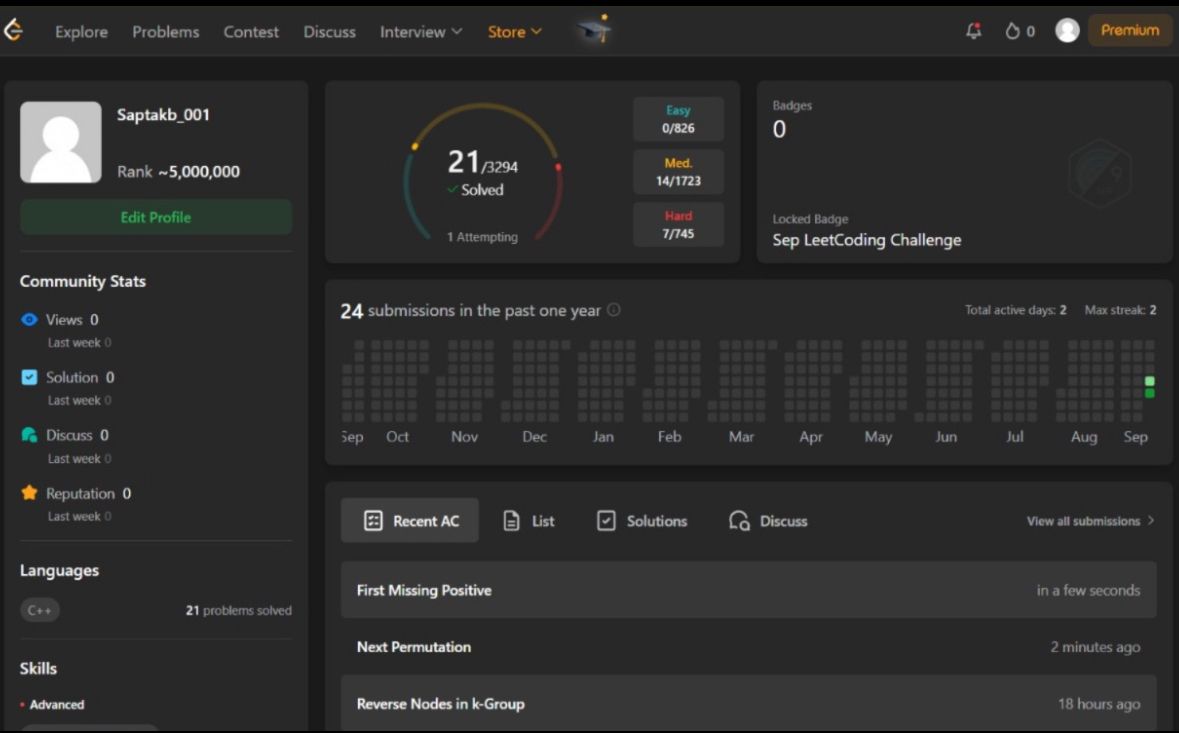 Explore Problems Contest Discuss Interview Store 0 Premium
Saptakb_001
Rank ~5,000,000
Edit Profile
Community Stats
Views 0
Last week 0
Solution 0
Last week 0
Discuss 0
Last week 0
Reputation 0
Last week 0
Languages
C++ 21 problems solved
Skills
Advanced
21/3294
Solved
1 Attempting
Easy
0/826
Med.
14/1723
Hard
7/745
Badges
0
Locked Badge
Sep LeetCoding Challenge
24 submissions in the past one year Total active days: 2 Max streak: 2
Sep Oct Nov Dec Jan Feb Mar Apr May Jun Jul Aug Sep
Recent AC List Solutions Discuss View all submissions
First Missing Positive in a few seconds
Next Permutation 2 minutes ago
Reverse Nodes in k-Group 18 hours ago